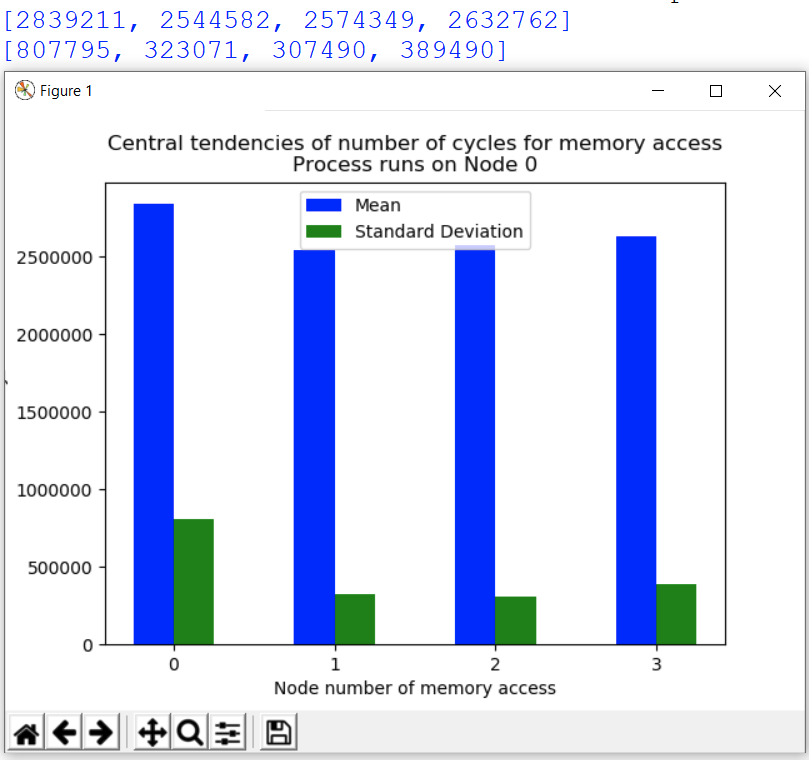 [2839211, 2544582, 2574349, 2632762]
[807795, 323071, 307490, 389490]
Figure 1
Central tendencies of number of cycles for memory access
Process runs on Node 0
Mean
Standard Deviation
2500000
2000000
1500000
1000000
500000
0
0 1 2 3
Node number of memory access